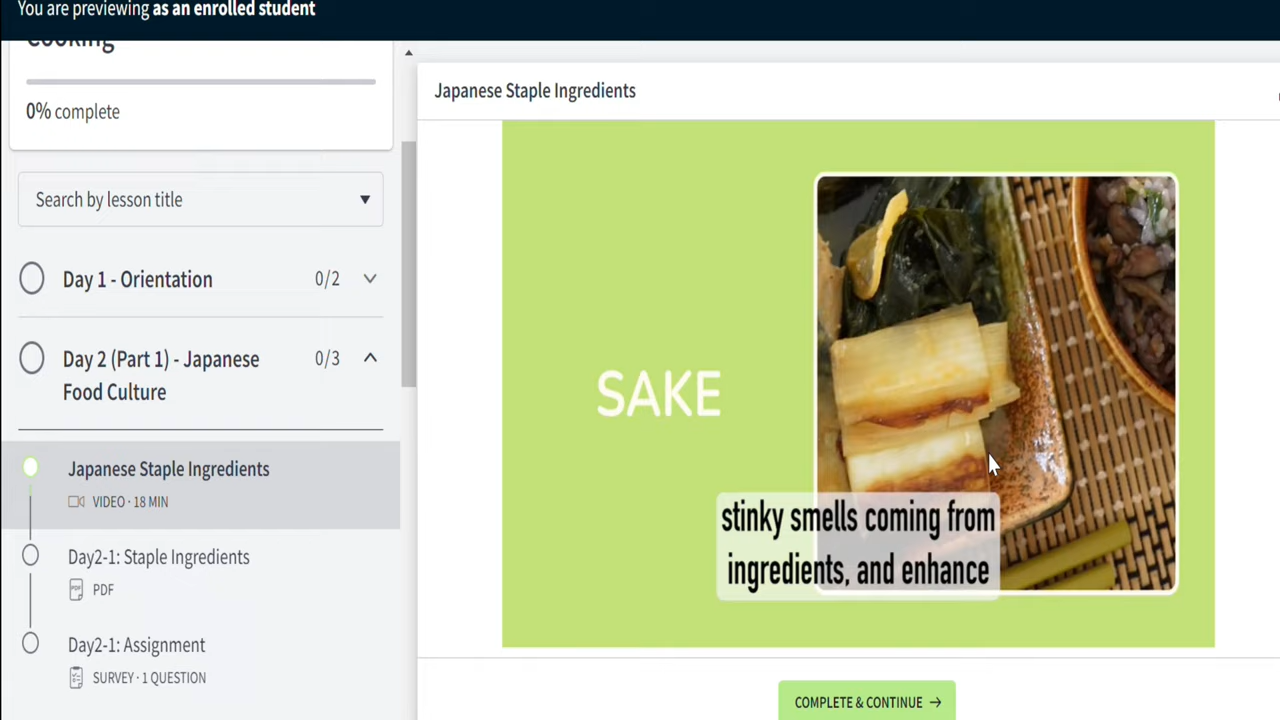 You are previewing as an enrolled student
Cooking
0% complete
Search by lesson title
Day 1 - Orientation 0/2
Day 2 (Part 1) - Japanese 0/3
Food Culture
Japanese Staple Ingredients
VIDEO · 18 MIN
Day2-1: Staple Ingredients
PDF
Day2-1: Assignment
SURVEY · 1 QUESTION
Japanese Staple Ingredients
SAKE
stinky smells coming from
ingredients, and enhance
COMPLETE & CONTINUE →